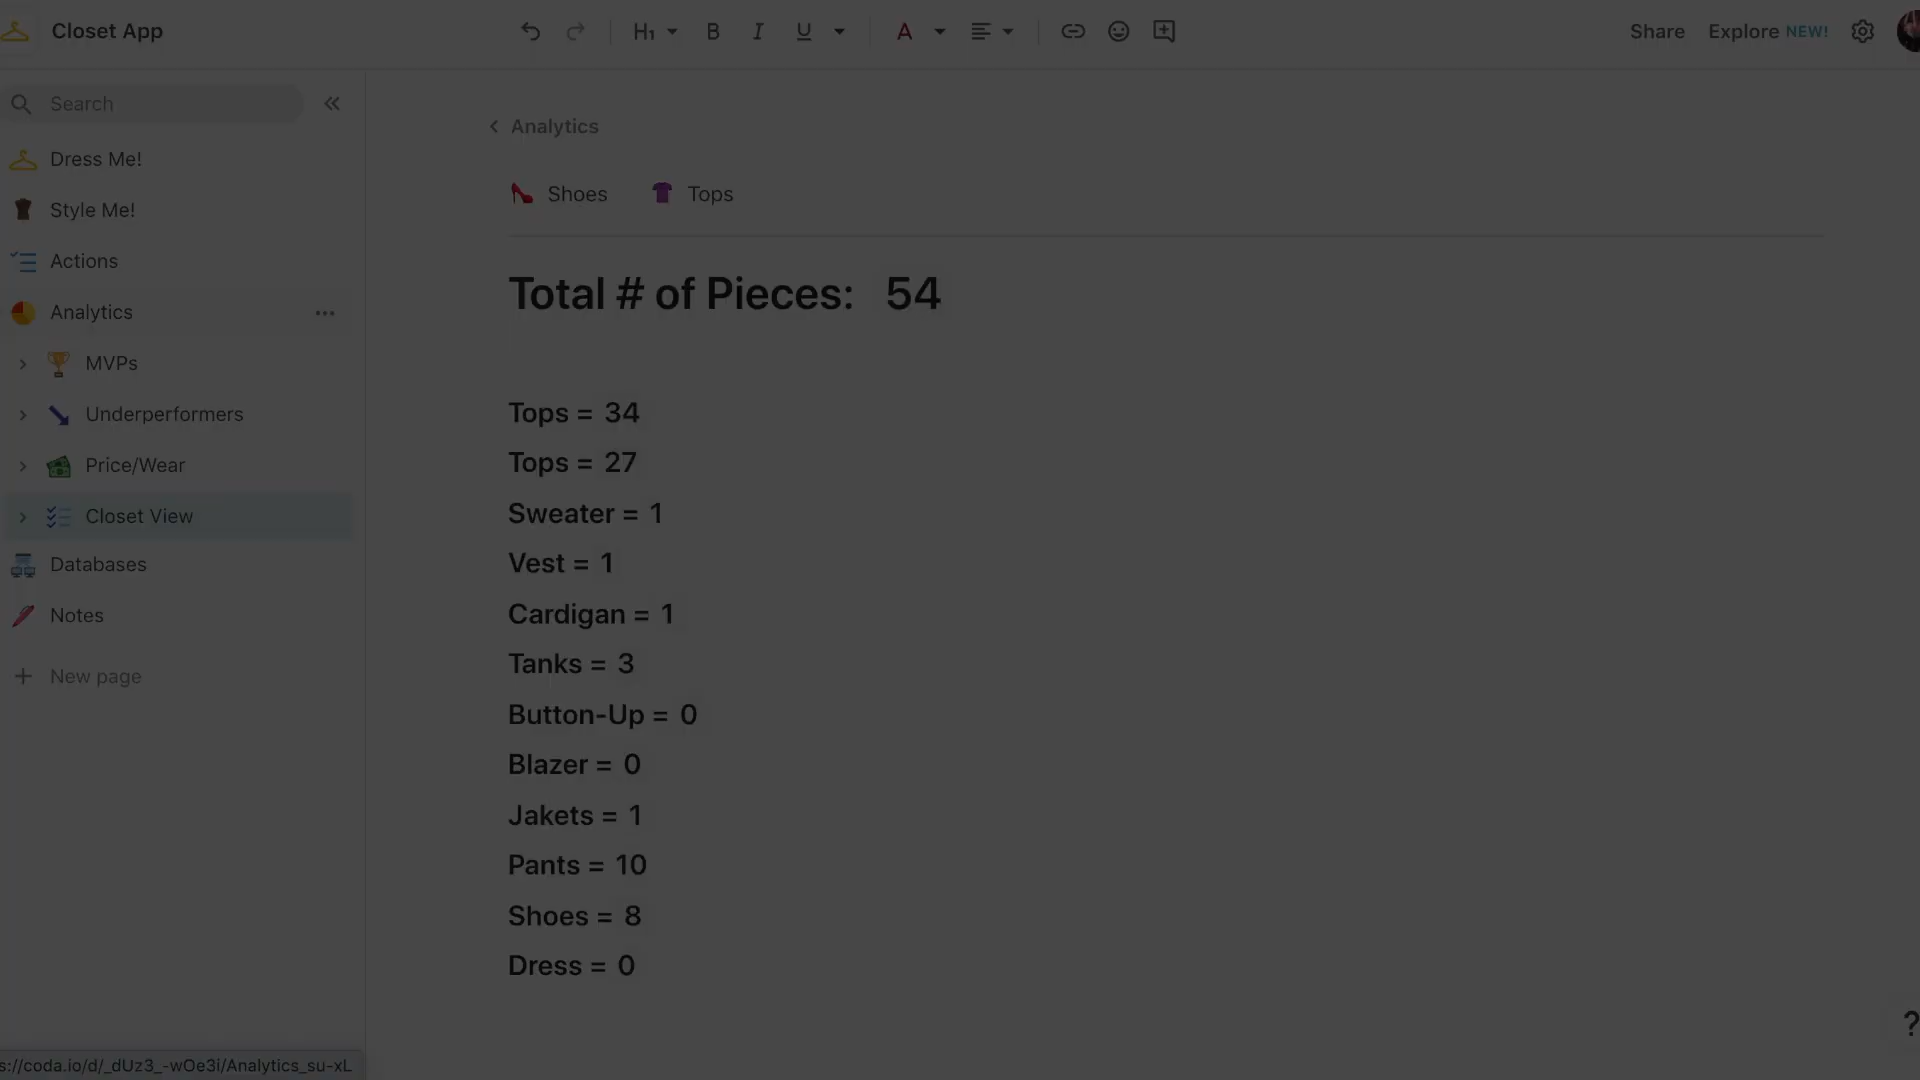 Closet App
H1 B I U A
Share Explore NEW!
Search
Dress Me!
Style Me!
Actions
Analytics
MVPs
Underperformers
Price/Wear
Closet View
Databases
Notes
New page
Analytics
Shoes Tops
Total # of Pieces: 54
Tops = 34
Tops = 27
Sweater = 1
Vest = 1
Cardigan = 1
Tanks = 3
Button-Up = 0
Blazer = 0
Jakets = 1
Pants = 10
Shoes = 8
Dress = 0
?
s://coda.io/d/_dUz3_-wOe3i/Analytics_su-xL